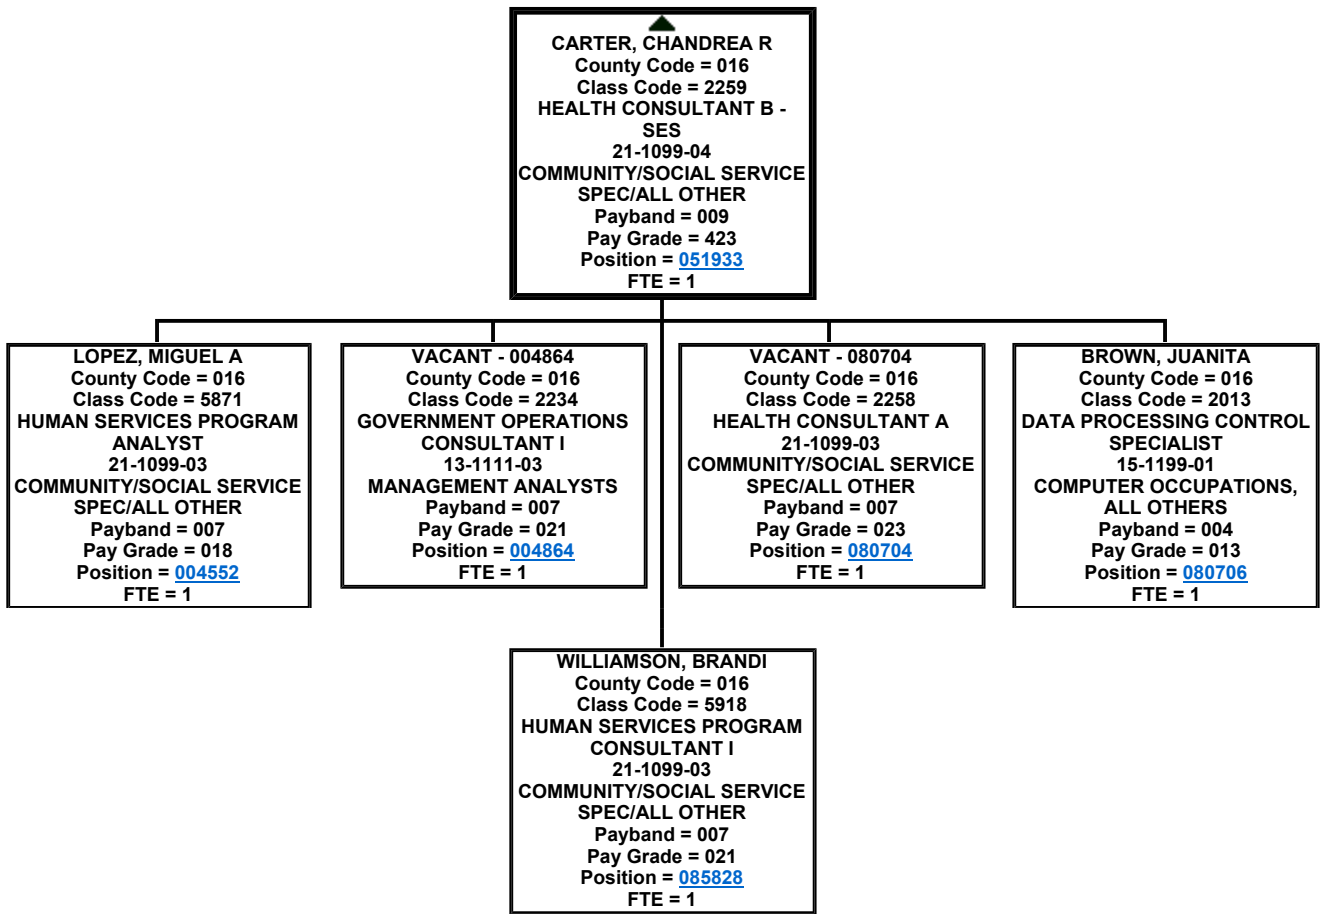 CARTER, CHANDREA R
County Code = 016
Class Code = 2259
HEALTH CONSULTANT B -
SES
21-1099-04
COMMUNITY/SOCIAL SERVICE
SPEC/ALL OTHER
Payband = 009
Pay Grade = 423
Position = 051933
FTE = 1
LOPEZ, MIGUEL A
County Code = 016
Class Code = 5871
HUMAN SERVICES PROGRAM
ANALYST
21-1099-03
COMMUNITY/SOCIAL SERVICE
SPEC/ALL OTHER
Payband = 007
Pay Grade = 018
Position = 004552
FTE = 1
VACANT - 004864
County Code = 016
Class Code = 2234
GOVERNMENT OPERATIONS
CONSULTANT I
13-1111-03
MANAGEMENT ANALYSTS
Payband = 007
Pay Grade = 021
Position = 004864
FTE = 1
VACANT - 080704
County Code = 016
Class Code = 2258
HEALTH CONSULTANT A
21-1099-03
COMMUNITY/SOCIAL SERVICE
SPEC/ALL OTHER
Payband = 007
Pay Grade = 023
Position = 080704
FTE = 1
BROWN, JUANITA
County Code = 016
Class Code = 2013
DATA PROCESSING CONTROL
SPECIALIST
15-1199-01
COMPUTER OCCUPATIONS,
ALL OTHERS
Payband = 004
Pay Grade = 013
Position = 080706
FTE = 1
WILLIAMSON, BRANDI
County Code = 016
Class Code = 5918
HUMAN SERVICES PROGRAM
CONSULTANT I
21-1099-03
COMMUNITY/SOCIAL SERVICE
SPEC/ALL OTHER
Payband = 007
Pay Grade = 021
Position = 085828
FTE = 1